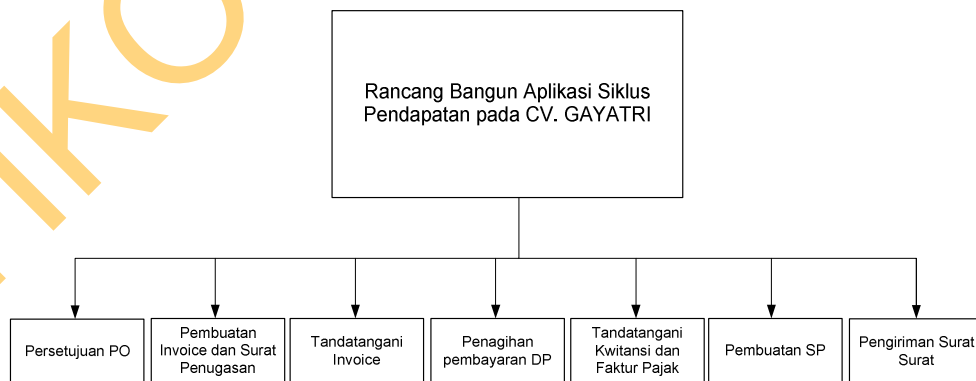 Rancang Bangun Aplikasi Siklus
Pendapatan pada CV. GAYATRI
Persetujuan PO
Pembuatan
Invoice dan Surat
Penugasan
Tandatangani
Invoice
Penagihan
pembayaran DP
Tandatangani
Kwitansi dan
Faktur Pajak
Pembuatan SP
Pengiriman Surat
Surat